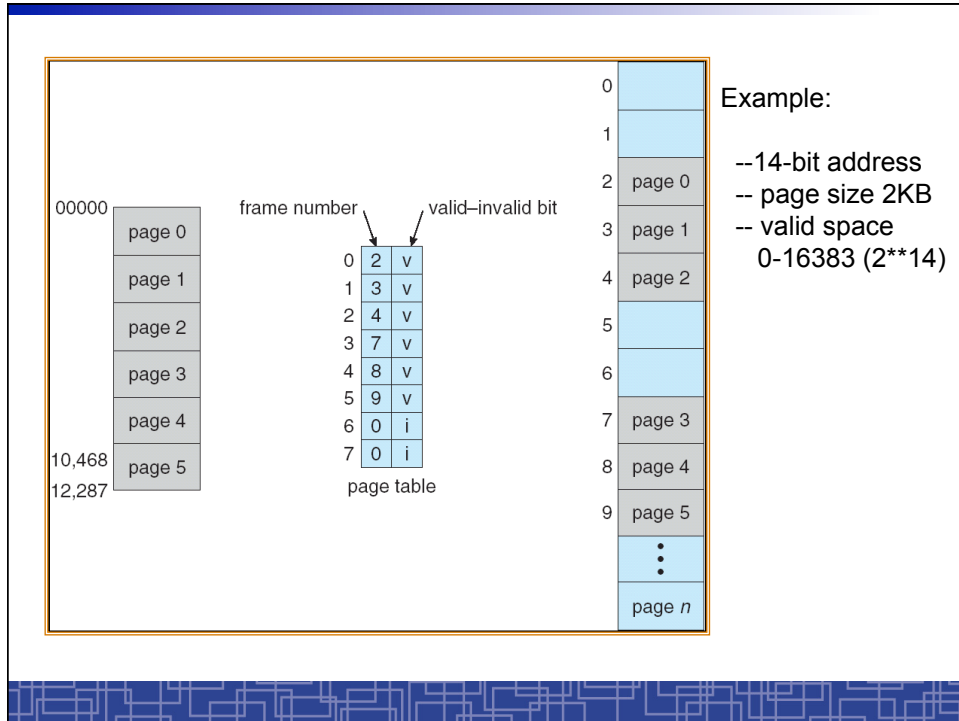 00000
page 0
page 1
page 2
page 3
page 4
10,468
page 5
12,287
frame number
valid–invalid bit
0 2 v
1 3 v
2 4 v
3 7 v
4 8 v
5 9 v
6 0 i
7 0 i
page table
0
1
2 page 0
3 page 1
4 page 2
5
6
7 page 3
8 page 4
9 page 5
page n
Example:
--14-bit address
-- page size 2KB
-- valid space
0-16383 (2**14)